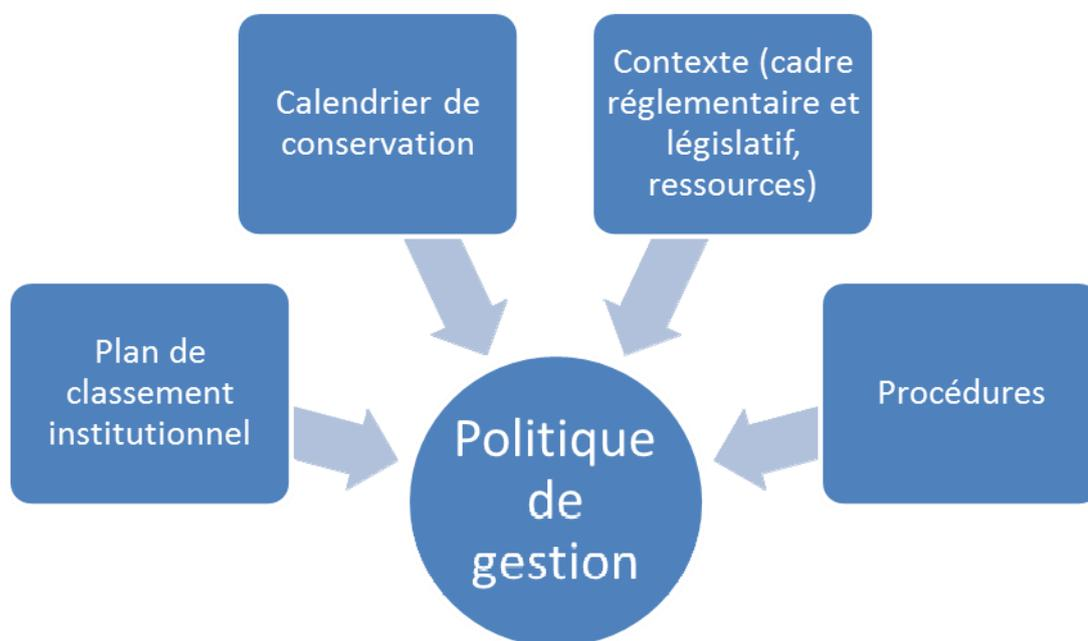 Calendrier de
conservation
Contexte (cadre
réglementaire et
législatif,
ressources)
Plan de
classement
institutionnel
Procédures
Politique
de
gestion